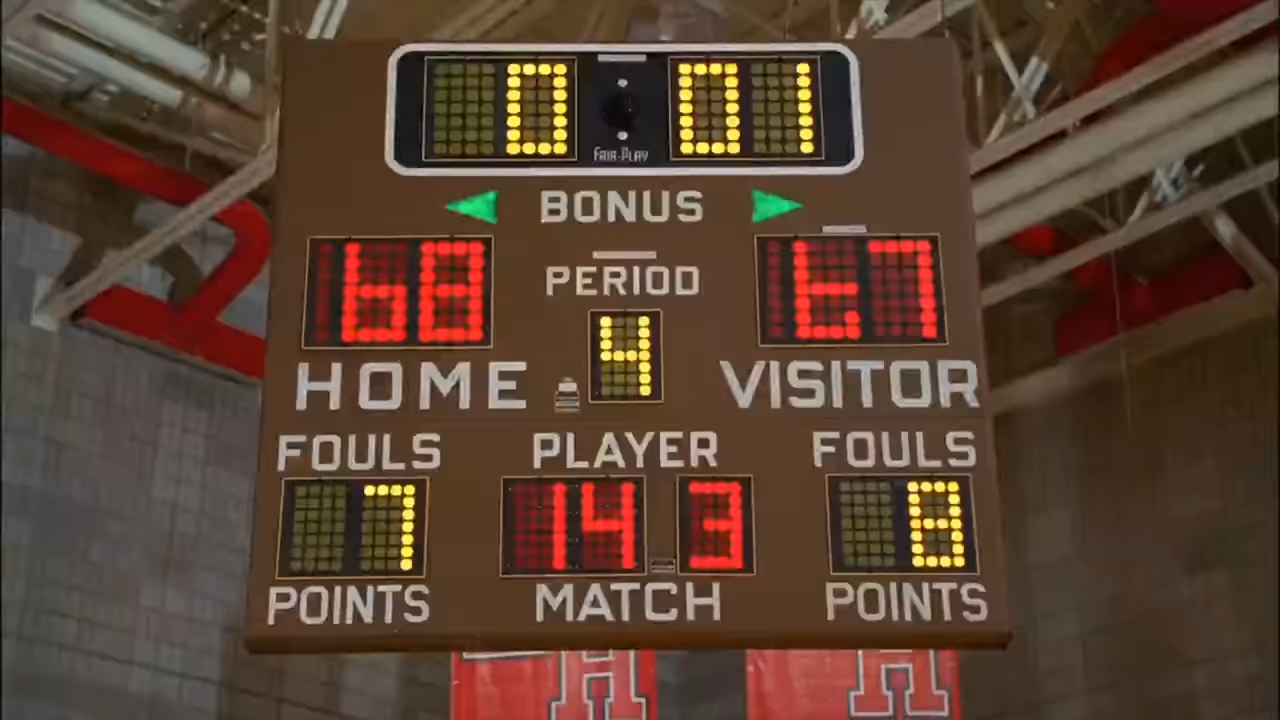 0 01
FAIR-PLAY
BONUS
68 67
PERIOD
4
HOME VISITOR
FOULS PLAYER FOULS
7 14 3 8
POINTS MATCH POINTS
H H